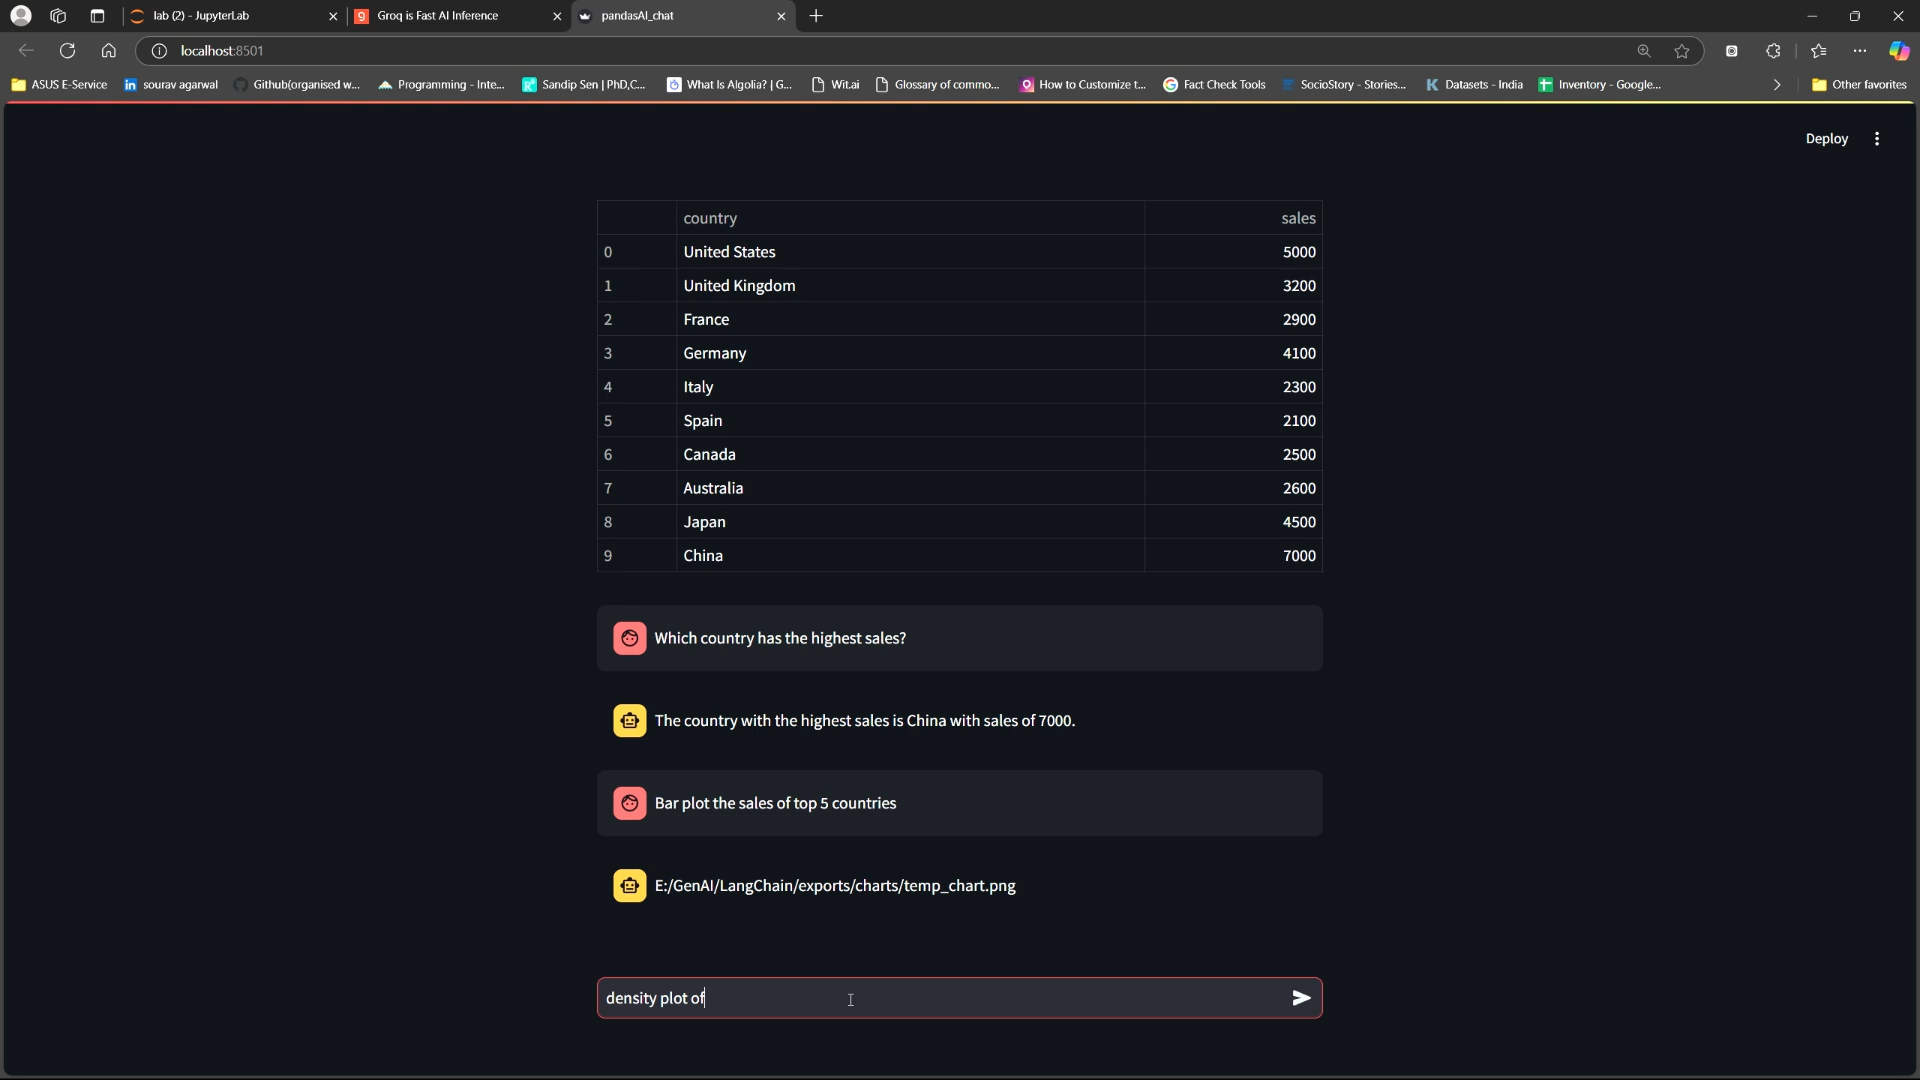 lab (2) - JupyterLab
Groq is Fast AI Inference
pandasAI_chat
localhost:8501
ASUS E-Service
sourav agarwal
Github(organised w...
Programming - Inte...
Sandip Sen | PhD,C...
What Is Algolia? | G...
Wit.ai
Glossary of commo...
How to Customize t...
Fact Check Tools
SocioStory - Stories...
Datasets - India
Inventory - Google...
Other favorites
Deploy
country sales
0 United States 5000
1 United Kingdom 3200
2 France 2900
3 Germany 4100
4 Italy 2300
5 Spain 2100
6 Canada 2500
7 Australia 2600
8 Japan 4500
9 China 7000
Which country has the highest sales?
The country with the highest sales is China with sales of 7000.
Bar plot the sales of top 5 countries
E:/GenAI/LangChain/exports/charts/temp_chart.png
density plot of